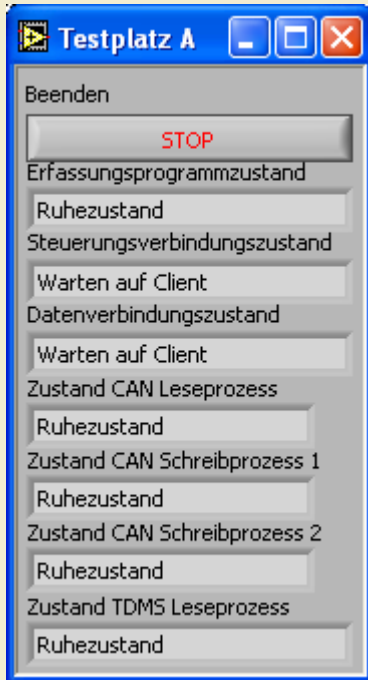 Testplatz A
Beenden
STOP
Erfassungsprogrammzustand
Ruhezustand
Steuerungsverbindungszustand
Warten auf Client
Datenverbindungszustand
Warten auf Client
Zustand CAN Leseprozess
Ruhezustand
Zustand CAN Schreibprozess 1
Ruhezustand
Zustand CAN Schreibprozess 2
Ruhezustand
Zustand TDMS Leseprozess
Ruhezustand